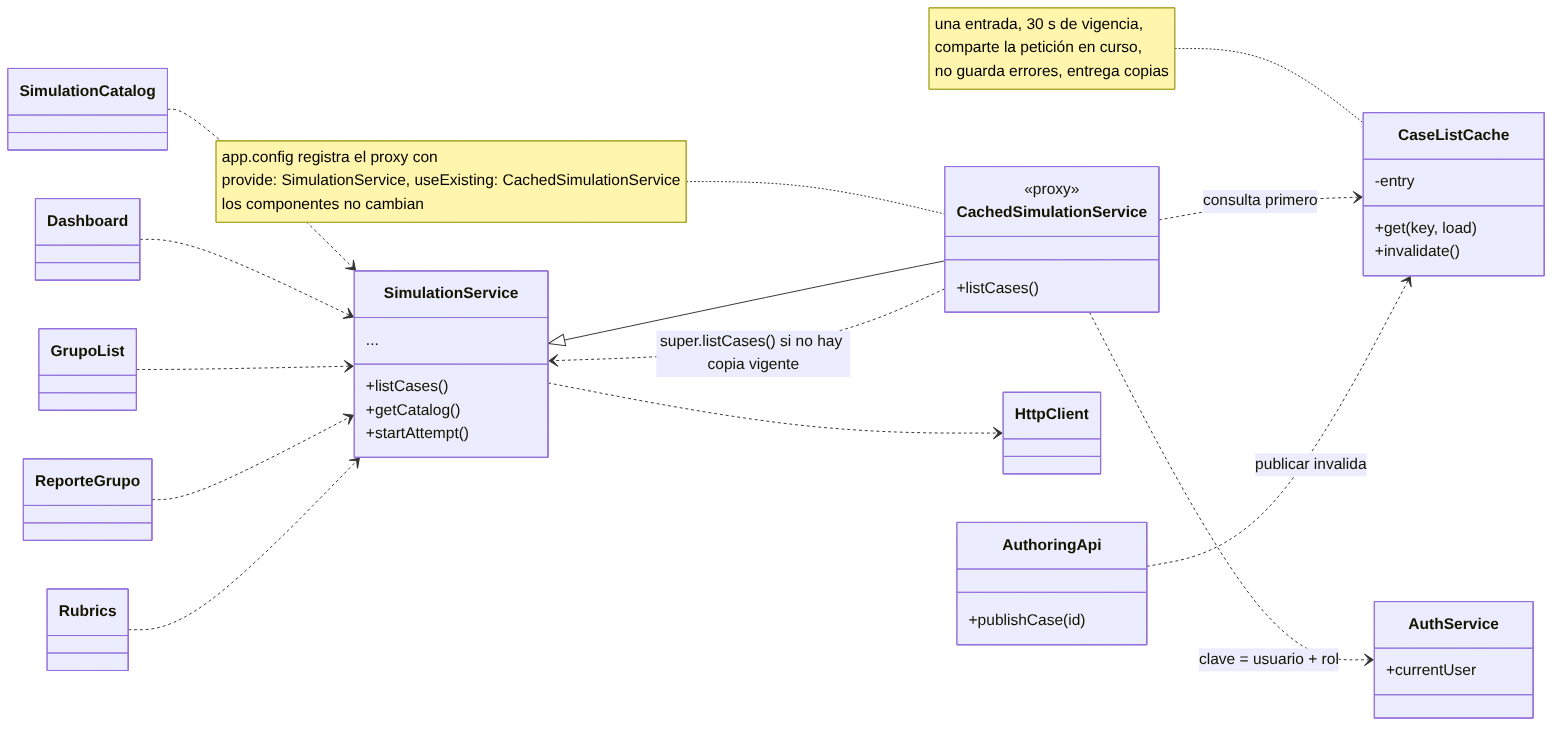 una entrada, 30 s de vigencia,
comparte la petición en curso,
no guarda errores, entrega copias
SimulationCatalog
app.config registra el proxy con
provide: SimulationService, useExisting: CachedSimulationService
los componentes no cambian
Dashboard
GrupoList
ReporteGrupo
Rubrics
SimulationService
...
+listCases()
+getCatalog()
+startAttempt()
«proxy»
CachedSimulationService
+listCases()
super.listCases() si no hay
copia vigente
consulta primero
CaseListCache
-entry
+get(key, load)
+invalidate()
HttpClient
publicar invalida
AuthoringApi
+publishCase(id)
clave = usuario + rol
AuthService
+currentUser